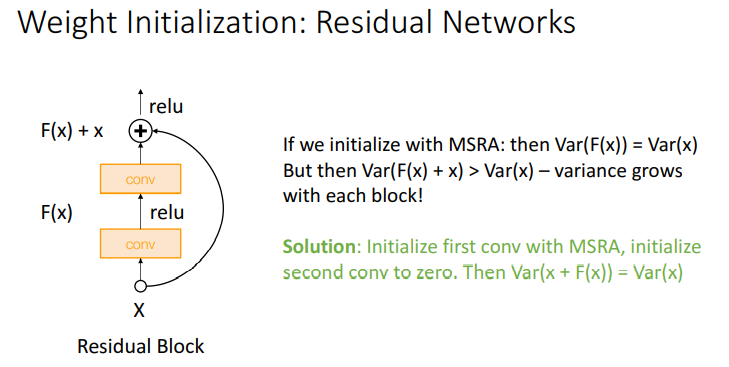 Weight Initialization: Residual Networks
relu
F(x) + x
conv
F(x)
relu
conv
X
Residual Block
If we initialize with MSRA: then Var(F(x)) = Var(x)
But then Var(F(x) + x) > Var(x) – variance grows
with each block!
Solution: Initialize first conv with MSRA, initialize
second conv to zero. Then Var(x + F(x)) = Var(x)